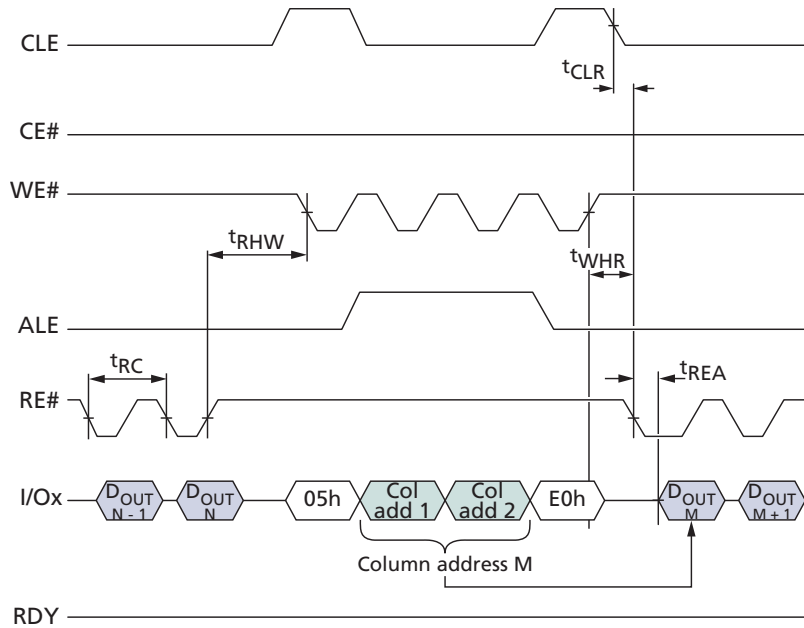 CLE
tCLR
CE#
WE#
tRHW
tWHR
ALE
tRC
tREA
RE#
I/Ox
DOUT
N - 1
DOUT
N
05h
Col
add 1
Col
add 2
E0h
DOUT
M
DOUT
M + 1
Column address M
RDY